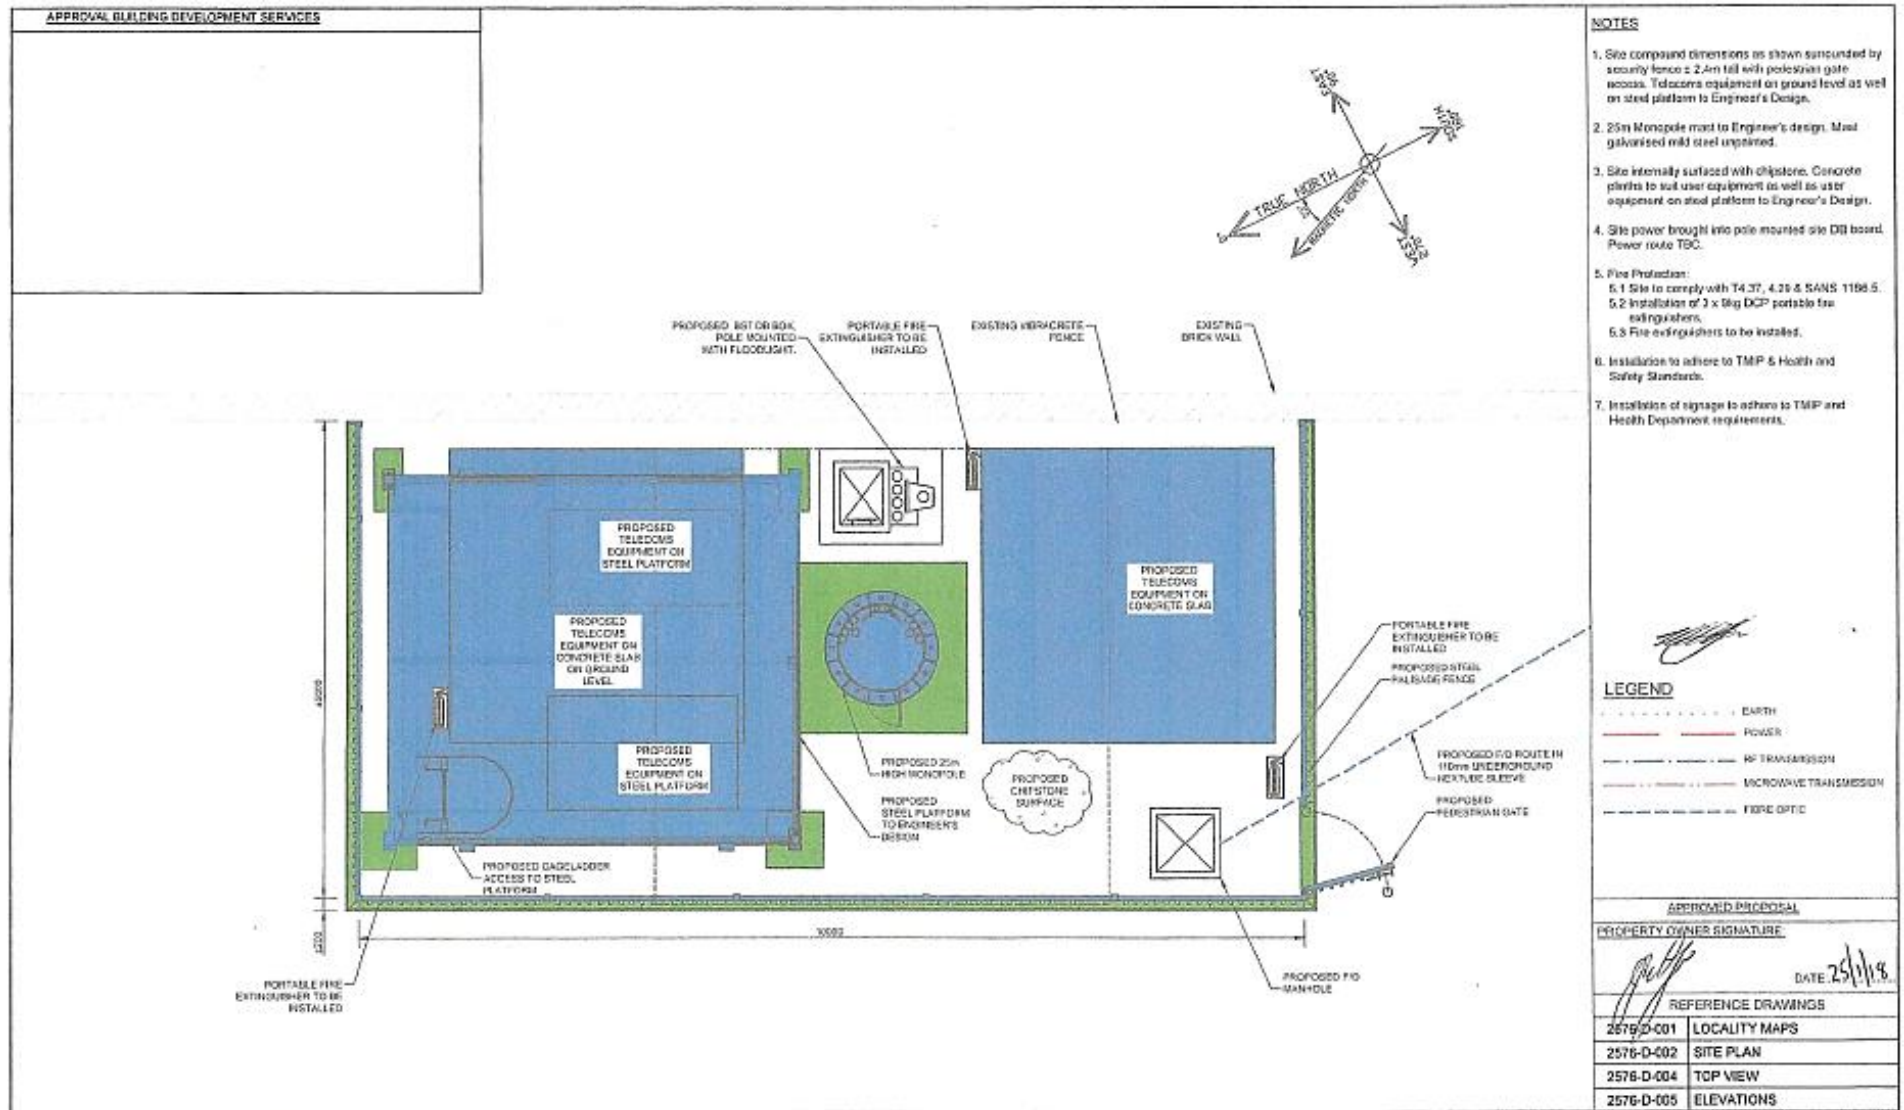 APPROVAL BUILDING DEVELOPMENT SERVICES
NOTES
1. Site compound dimensions as shown surrounded by
security fence ± 2,4m tall with pedestrian gate
access. Telecoms equipment on ground level as well
on steel platform to Engineer's Design.
2. 25m Monopole mast to Engineer's design. Mast
galvanised mild steel unpainted.
3. Site internally surfaced with chipstone. Concrete
plinths to suit user equipment as well as user
equipment on steel platform to Engineer's Design.
4. Site power brought into pole mounted site DB board.
Power route TBC.
5. Fire Protection:
5.1 Site to comply with T4.37, 4.29 & SANS
5.2 Installation of 3 x 9kg DCP portable fire
extinguishers.
5.3 Fire extinguishers to be installed.
6. Installation to adhere to TMIP & Health and
Safety Standards.
7. Installation of signage to adhere to TMIP and
Health Department requirements.
EAST
90°
SOUTH
180°
TRUE NORTH
MAGNETIC NORTH
WEST
270°
PROPOSED DB BOX,
POLE MOUNTED
WITH FLOODLIGHT.
PORTABLE FIRE
EXTINGUISHER TO BE
INSTALLED
EXISTING VIBRACRETE
FENCE
EXISTING
BRICK WALL
PROPOSED
TELECOMS
EQUIPMENT ON
STEEL PLATFORM
PROPOSED
TELECOMS
EQUIPMENT ON
CONCRETE SLAB
ON GROUND
LEVEL
PROPOSED
TELECOMS
EQUIPMENT ON
STEEL PLATFORM
PROPOSED
TELECOMS
EQUIPMENT ON
CONCRETE SLAB
PORTABLE FIRE
EXTINGUISHER TO BE
INSTALLED
PROPOSED STEEL
PALISADE FENCE
PROPOSED F/O ROUTE IN
110mm UNDERGROUND
NEXTUBE SLEEVE
PROPOSED
PEDESTRIAN GATE
PROPOSED 25m
HIGH MONOPOLE
PROPOSED
STEEL PLATFORM
TO ENGINEER'S
DESIGN
PROPOSED
CHIPSTONE
SURFACE
PROPOSED CAGELADDER
ACCESS TO STEEL
PLATFORM
10000
PORTABLE FIRE
EXTINGUISHER TO BE
INSTALLED
PROPOSED F/O
MANHOLE
LEGEND
EARTH
POWER
RF TRANSMISSION
MICROWAVE TRANSMISSION
FIBRE OPTIC
APPROVED PROPOSAL
PROPERTY OWNER SIGNATURE
DATE 25/1/18
REFERENCE DRAWINGS
2576-D-001 LOCALITY MAPS
2576-D-002 SITE PLAN
2576-D-004 TOP VIEW
2576-D-005 ELEVATIONS